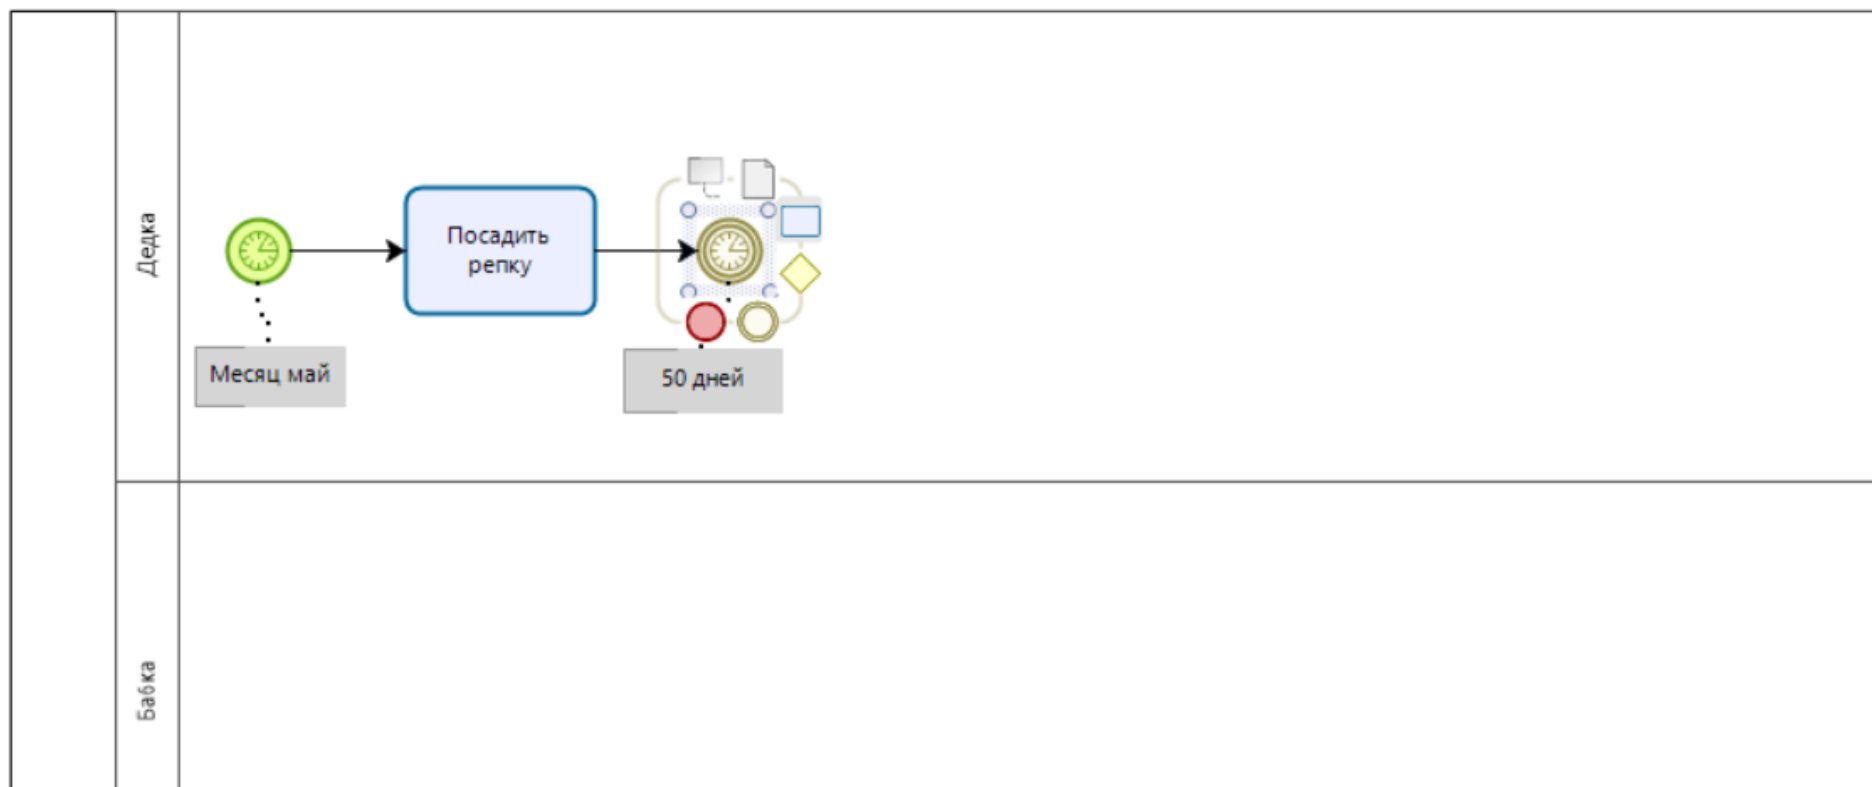 Дедка
Посадить
репку
Месяц май
50 дней
Бабка